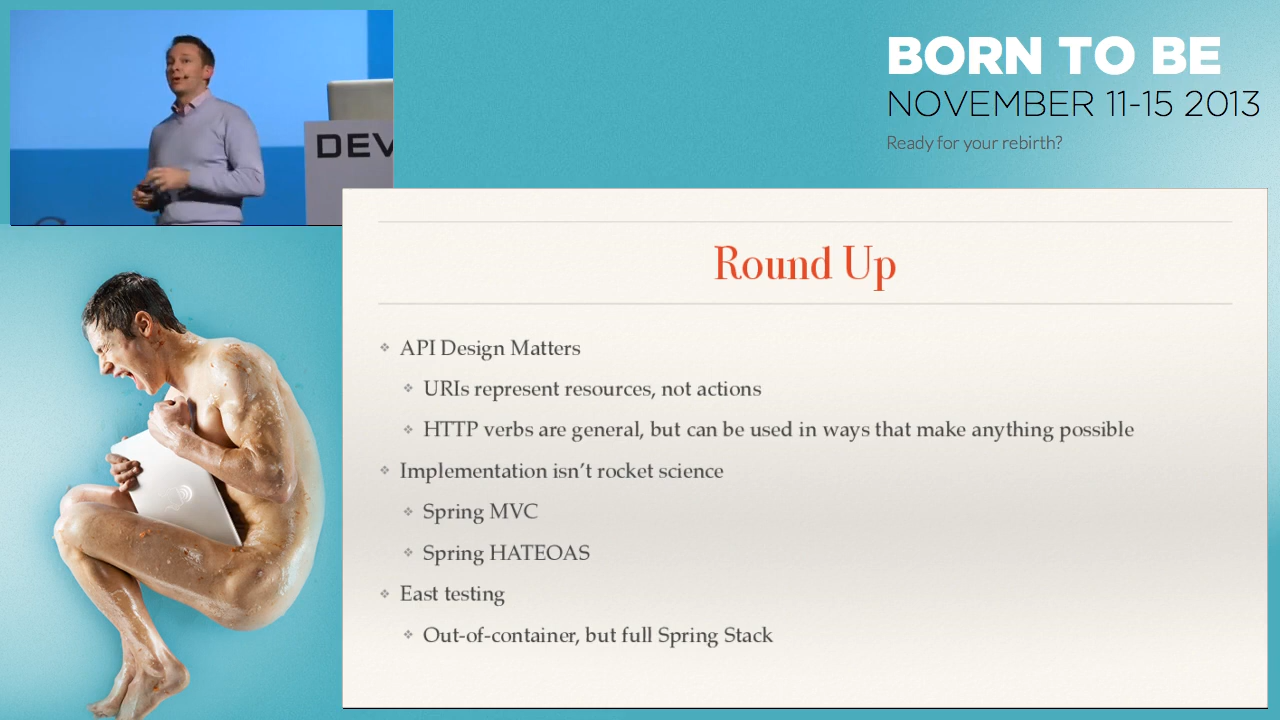 BORN TO BE
NOVEMBER 11-15 2013
Ready for your rebirth?
DEV
Round Up
API Design Matters
URIs represent resources, not actions
HTTP verbs are general, but can be used in ways that make anything possible
Implementation isn’t rocket science
Spring MVC
Spring HATEOAS
East testing
Out-of-container, but full Spring Stack